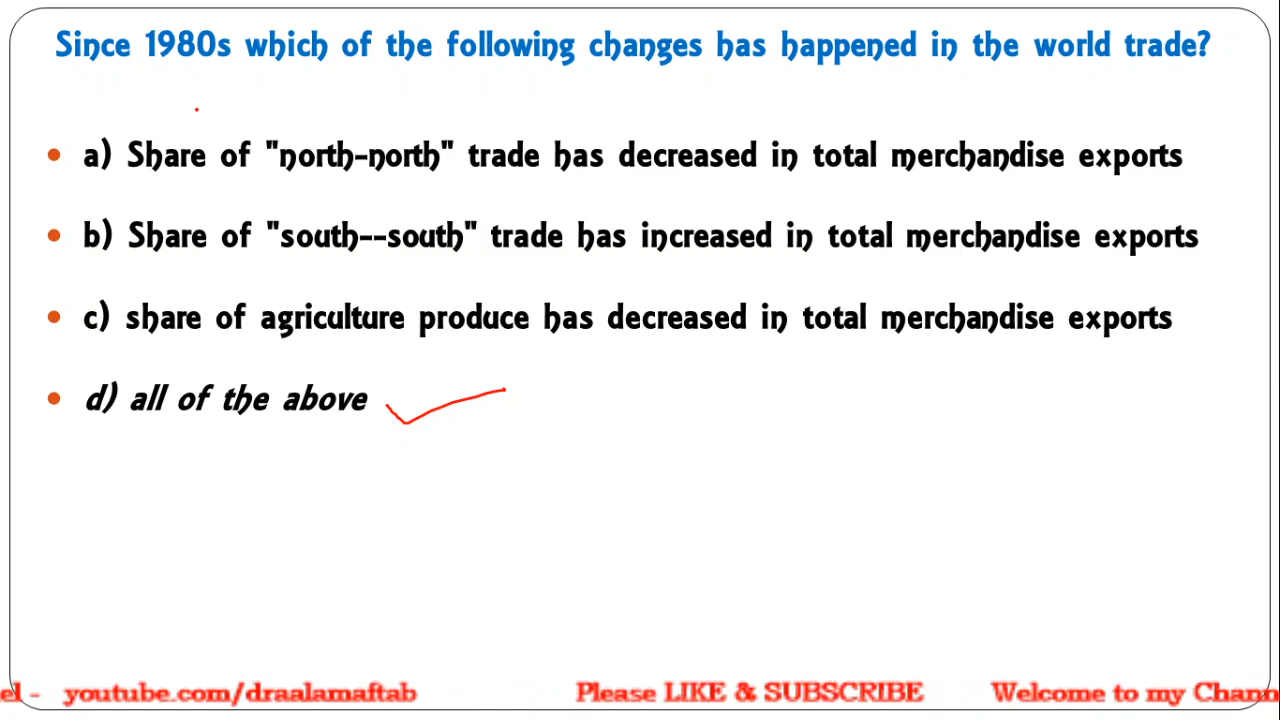 Since 1980s which of the following changes has happened in the world trade?
• a) Share of "north-north" trade has decreased in total merchandise exports
• b) Share of "south--south" trade has increased in total merchandise exports
• c) share of agriculture produce has decreased in total merchandise exports
• d) all of the above
el - youtube.com/draalamaftab Please LIKE & SUBSCRIBE Welcome to my Chann